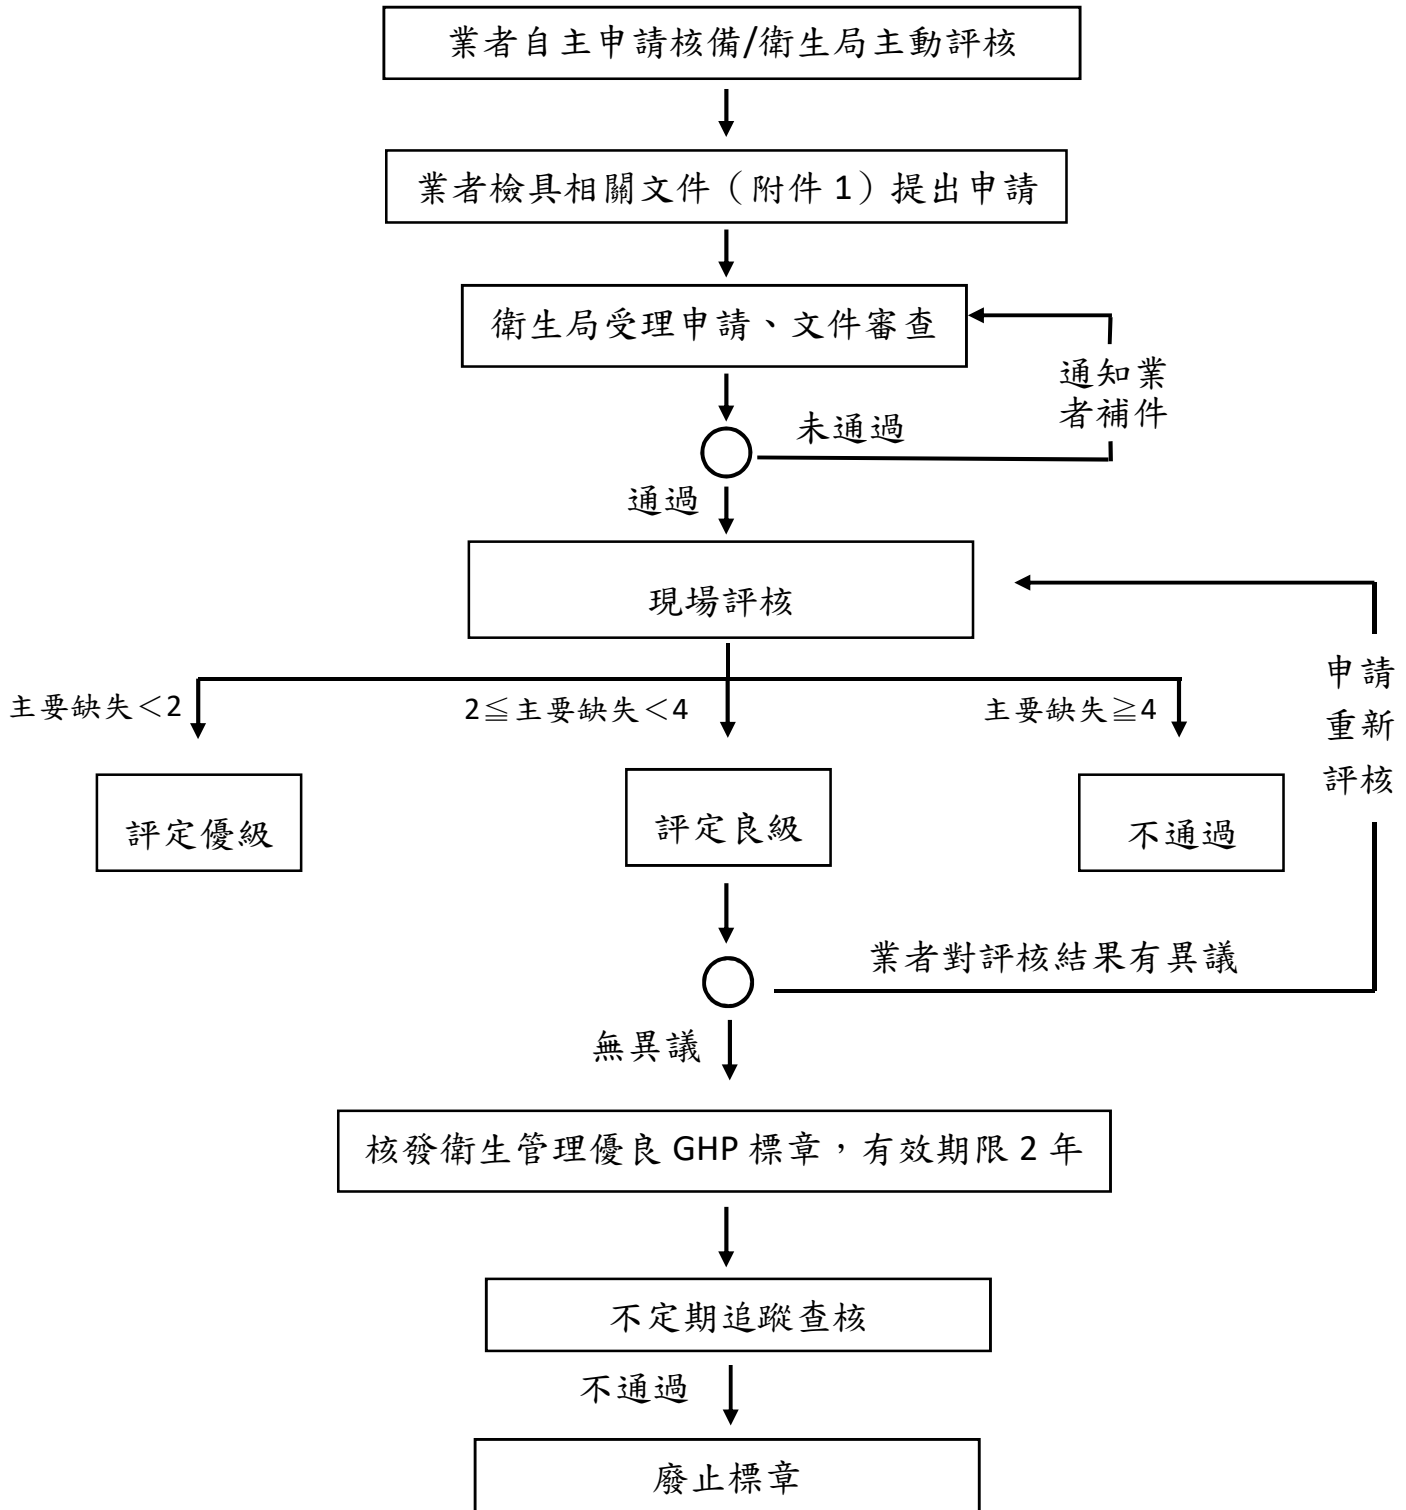 業者自主申請核備/衛生局主動評核
業者檢具相關文件（附件 1）提出申請
衛生局受理申請、文件審查
通知業
者補件
未通過
通過
現場評核
主要缺失＜2
2≦主要缺失＜4
主要缺失≧4
申請
重新
評核
評定優級
評定良級
不通過
業者對評核結果有異議
無異議
核發衛生管理優良 GHP 標章，有效期限 2 年
不定期追蹤查核
不通過
廢止標章